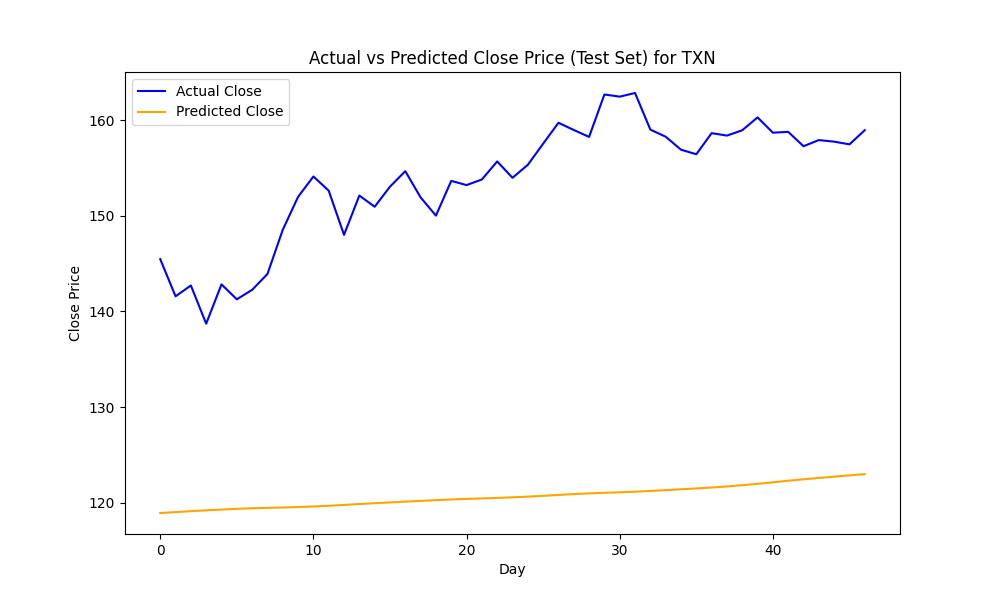 Actual vs Predicted Close Price (Test Set) for TXN
Actual Close
Predicted Close
Close Price
160
150
140
130
120
0 10 20 30 40
Day